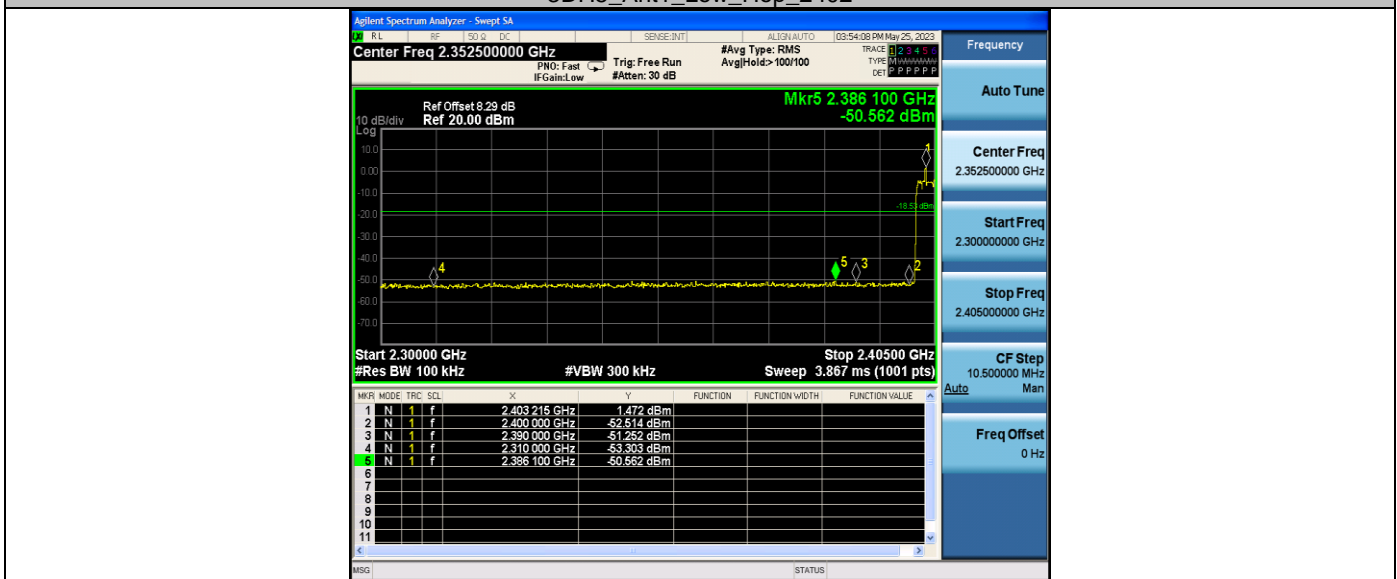 Agilent Spectrum Analyzer - Swept SA
RL RF 50 Ω DC SENSE:INT ALIGN AUTO 03:54:08 PM May 25, 2023
Center Freq 2.352500000 GHz
PNO: Fast
IFGain:Low
Trig: Free Run
#Atten: 30 dB
#Avg Type: RMS
Avg|Hold:> 100/100
TRACE 1 2 3 4 5 6
TYPE
DET P P P P P P
Mkr5 2.386 100 GHz
-50.562 dBm
Ref Offset 8.29 dB
10 dB/div Ref 20.00 dBm
Log
10.0
0.00
-10.0
-20.0
-30.0
-40.0
-50.0
-60.0
-70.0
1
-18.53 dBm
4
5
3
2
Start 2.30000 GHz Stop 2.40500 GHz
#Res BW 100 kHz #VBW 300 kHz Sweep 3.867 ms (1001 pts)
MKR MODE TRC SCL X Y FUNCTION FUNCTION WIDTH FUNCTION VALUE
1 N 1 f 2.403 215 GHz 1.472 dBm
2 N 1 f 2.400 000 GHz -52.514 dBm
3 N 1 f 2.390 000 GHz -51.252 dBm
4 N 1 f 2.310 000 GHz -53.303 dBm
5 N 1 f 2.386 100 GHz -50.562 dBm
6
7
8
9
10
11
MSG STATUS
Frequency
Auto Tune
Center Freq
2.352500000 GHz
Start Freq
2.300000000 GHz
Stop Freq
2.405000000 GHz
CF Step
10.500000 MHz
Auto Man
Freq Offset
0 Hz